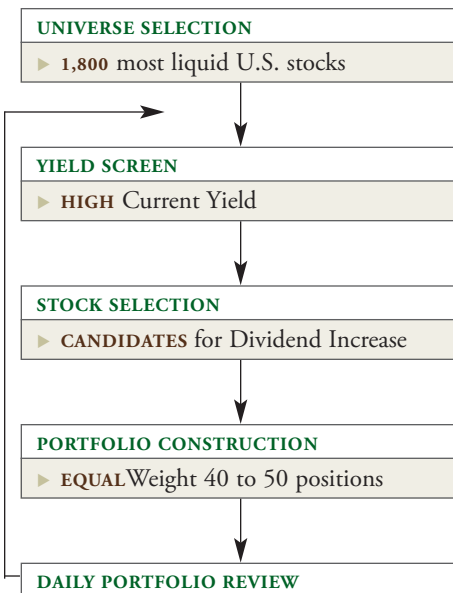 UNIVERSE SELECTION
1,800 most liquid U.S. stocks
YIELD SCREEN
HIGH Current Yield
STOCK SELECTION
CANDIDATES for Dividend Increase
PORTFOLIO CONSTRUCTION
EQUALWeight 40 to 50 positions
DAILY PORTFOLIO REVIEW